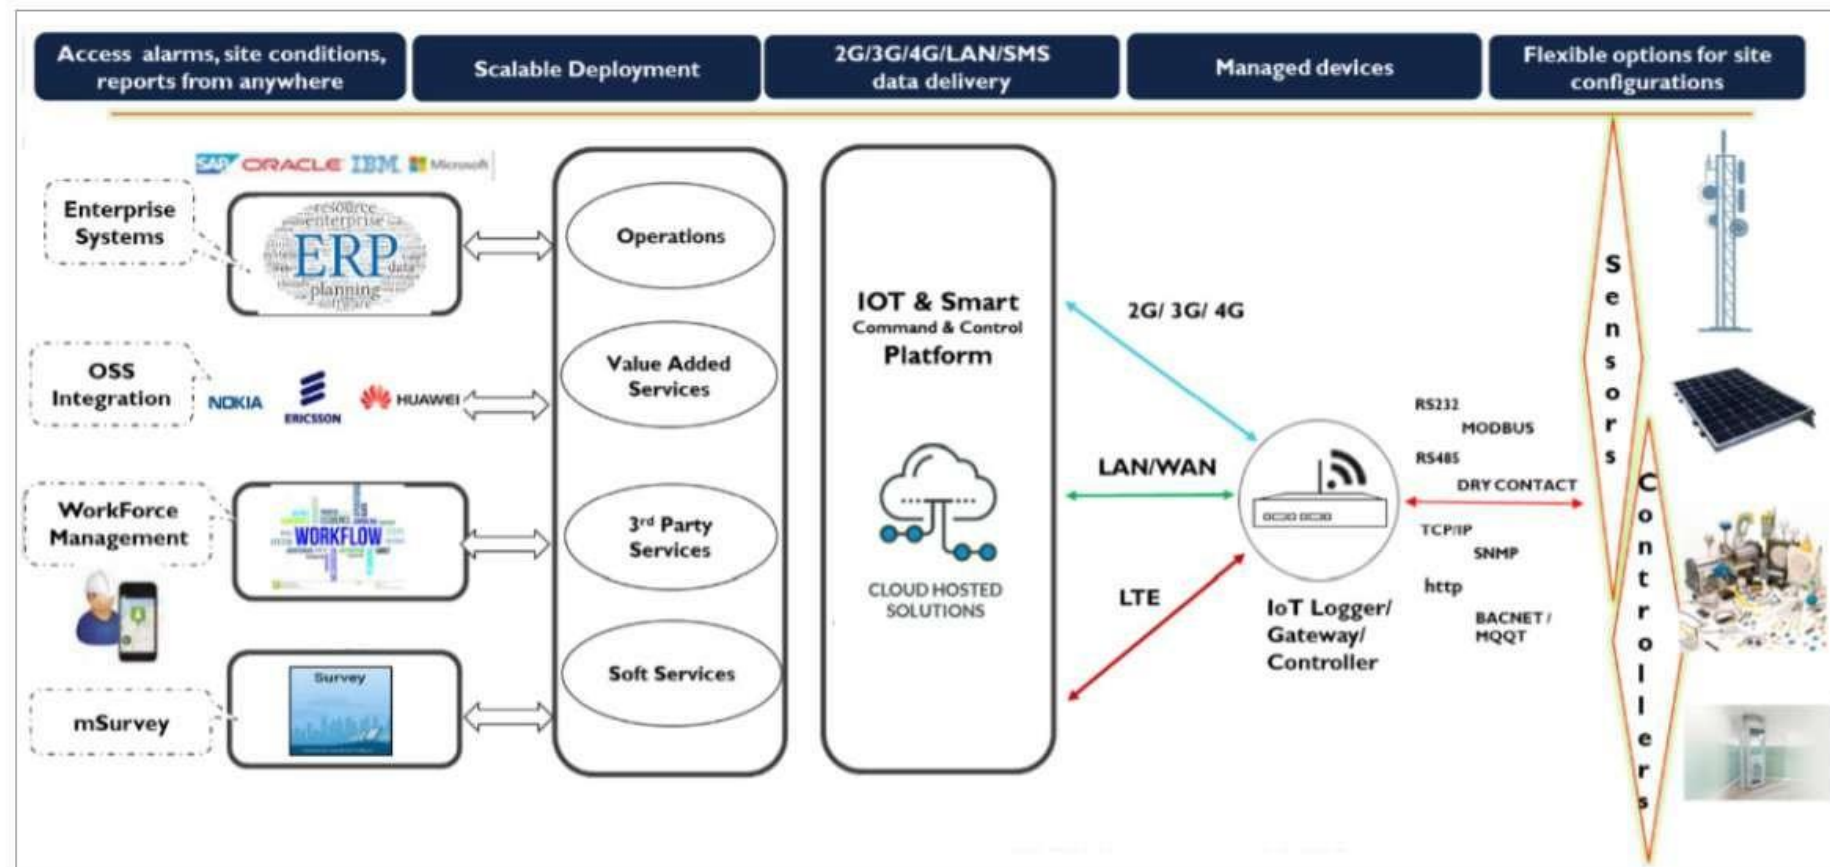 Access alarms, site conditions,
reports from anywhere
Scalable Deployment
2G/3G/4G/LAN/SMS
data delivery
Managed devices
Flexible options for site
configurations
SAP ORACLE IBM Microsoft
Enterprise
Systems
resource
enterprise
ERP
data
planning
software
Operations
OSS
Integration
NOKIA
ERICSSON
HUAWEI
Value Added
Services
WorkForce
Management
WORKFLOW
3rd Party
Services
mSurvey
Survey
Soft Services
IOT & Smart
Command & Control
Platform
CLOUD HOSTED
SOLUTIONS
2G/ 3G/ 4G
LAN/WAN
LTE
IoT Logger/
Gateway/
Controller
RS232
MODBUS
RS485
DRY CONTACT
TCP/IP
SNMP
http
BACNET /
MQQT
Sensors
Controllers